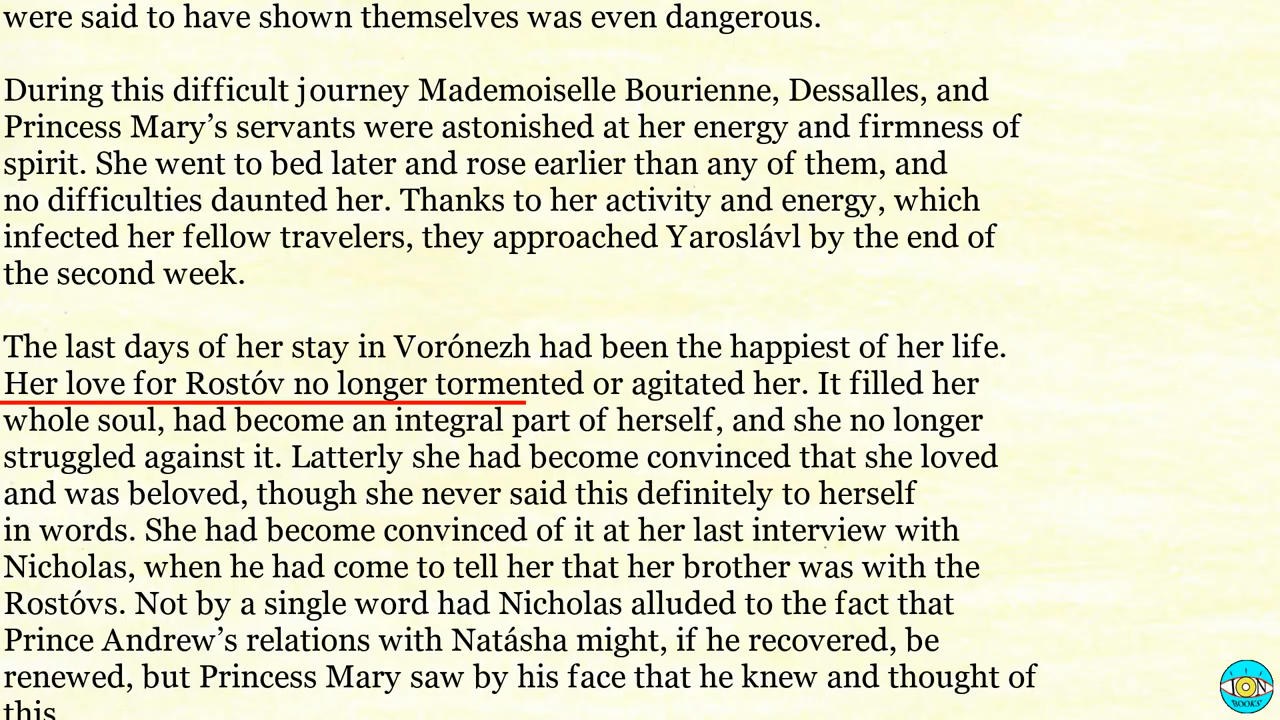 were said to have shown themselves was even dangerous.
During this difficult journey Mademoiselle Bourienne, Dessalles, and
Princess Mary’s servants were astonished at her energy and firmness of
spirit. She went to bed later and rose earlier than any of them, and
no difficulties daunted her. Thanks to her activity and energy, which
infected her fellow travelers, they approached Yaroslávl by the end of
the second week.
The last days of her stay in Vorónezh had been the happiest of her life.
Her love for Rostóv no longer tormented or agitated her. It filled her
whole soul, had become an integral part of herself, and she no longer
struggled against it. Latterly she had become convinced that she loved
and was beloved, though she never said this definitely to herself
in words. She had become convinced of it at her last interview with
Nicholas, when he had come to tell her that her brother was with the
Rostóvs. Not by a single word had Nicholas alluded to the fact that
Prince Andrew’s relations with Natásha might, if he recovered, be
renewed, but Princess Mary saw by his face that he knew and thought of
this.
ION
BOOKS